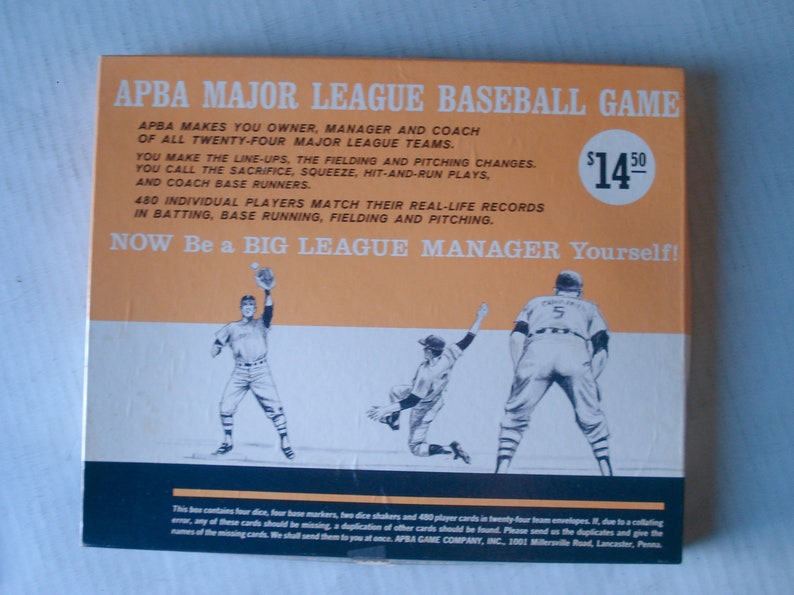 APBA MAJOR LEAGUE BASEBALL GAME
APBA MAKES YOU OWNER, MANAGER AND COACH
OF ALL TWENTY-FOUR MAJOR LEAGUE TEAMS.
$14.50
YOU MAKE THE LINE-UPS, THE FIELDING AND PITCHING CHANGES.
YOU CALL THE SACRIFICE, SQUEEZE, HIT-AND-RUN PLAYS,
AND COACH BASE RUNNERS.
480 INDIVIDUAL PLAYERS MATCH THEIR REAL-LIFE RECORDS
IN BATTING, BASE RUNNING, FIELDING AND PITCHING.
NOW Be a BIG LEAGUE MANAGER Yourself!
5
This box contains four dice, four base markers, two dice shakers and 480 player cards in twenty-four team envelopes. If, due to a collating
error, any of these cards should be missing, a duplication of other cards should be found. Please send us the duplicates and give the
names of the missing cards. We shall send them to you at once. APBA GAME COMPANY, INC., 1001 Millersville Road, Lancaster, Penna.